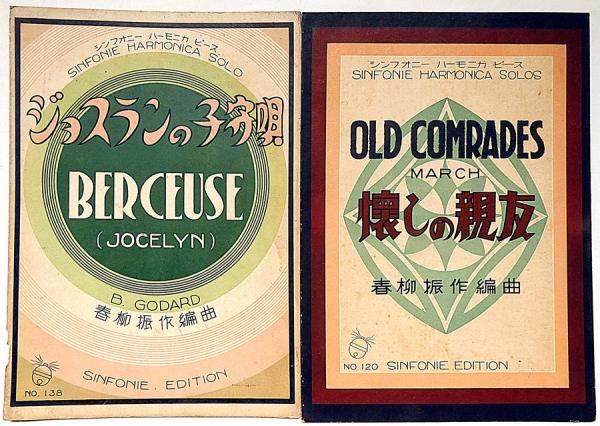 シンフオニー ハーモニカ ピース
SINFONIE HARMONICA SOLO
ジョスランの子守唄
BERCEUSE
(JOCELYN)
B. GODARD
春柳振作編曲
SINFONIE. EDITION
NO. 138
シンフオニー ハーモニカ ピース
SINFONIE HARMONICA SOLOS
OLD COMRADES
MARCH
懐しの親友
春柳振作編曲
NO. 120 SINFONIE. EDITION